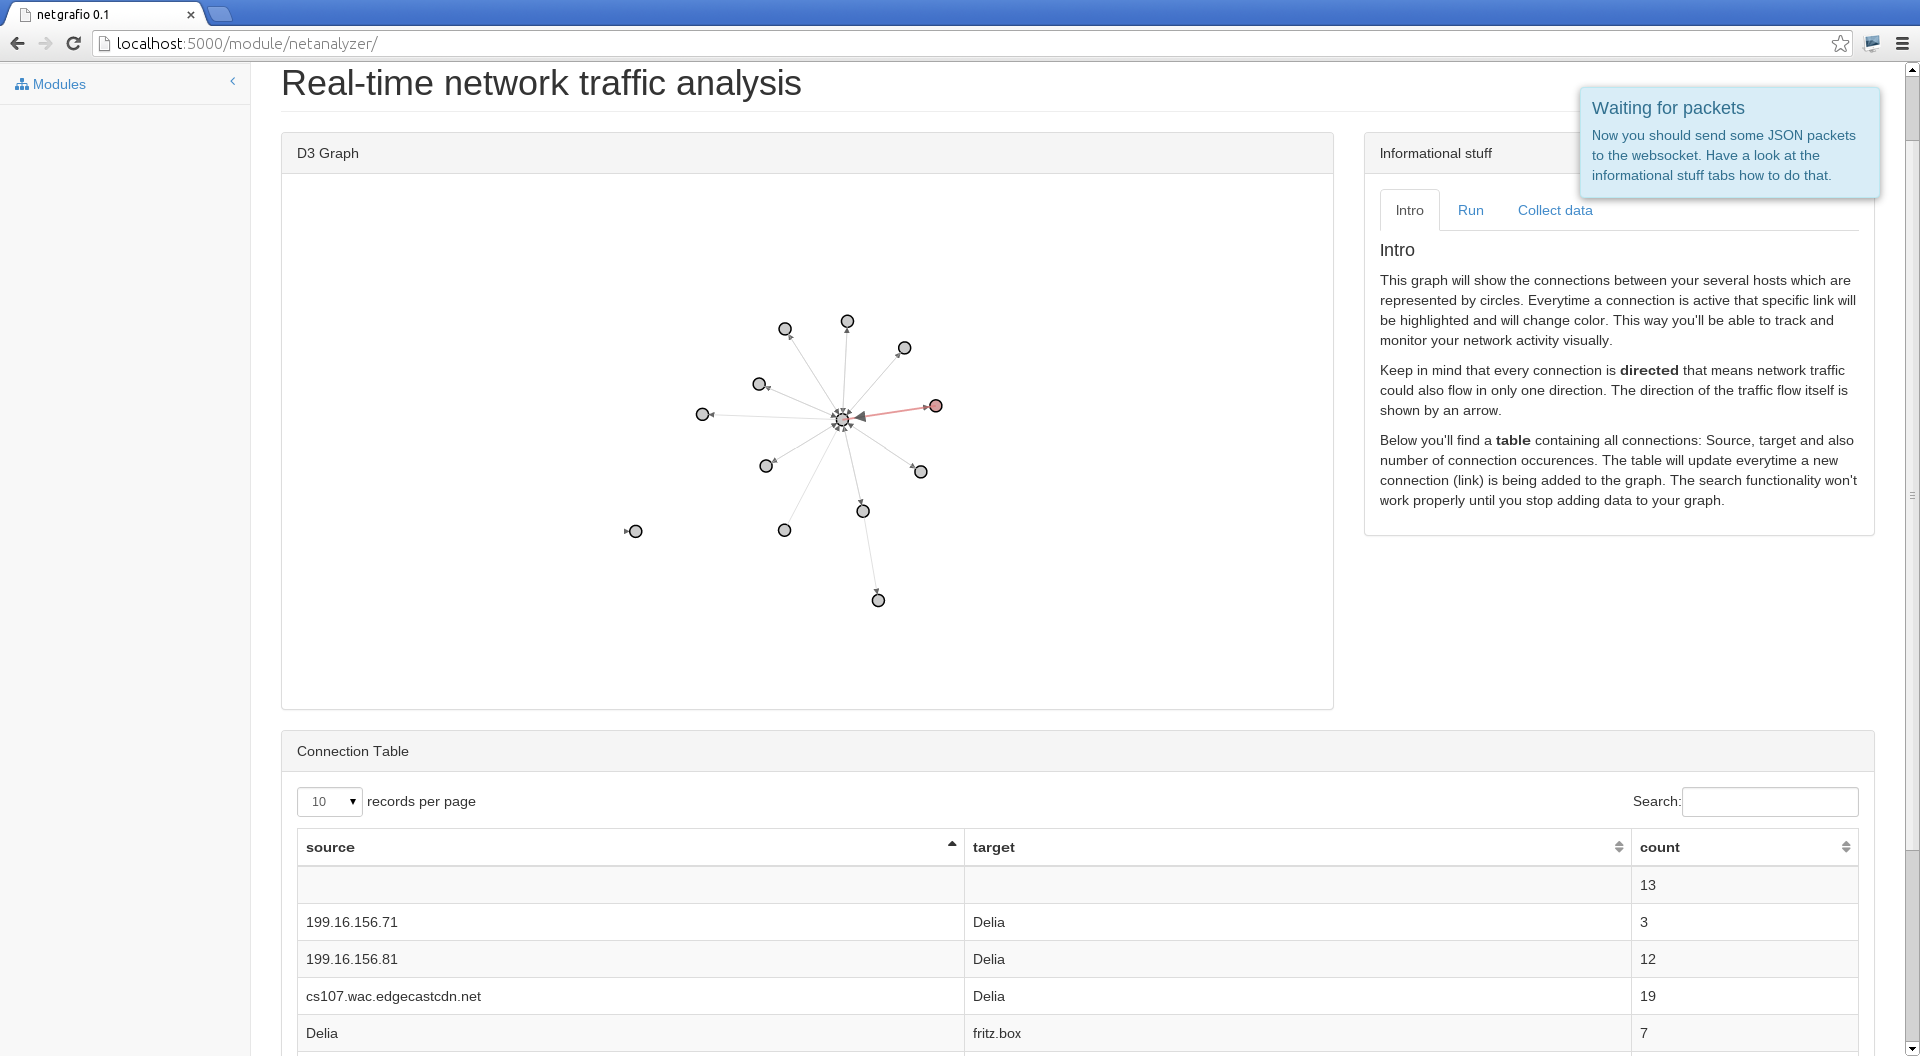 netgrafio 0.1
localhost:5000/module/netanalyzer/
Modules
Real-time network traffic analysis
Waiting for packets
Now you should send some JSON packets
to the websocket. Have a look at the
informational stuff tabs how to do that.
D3 Graph
Informational stuff
Intro
Run
Collect data
Intro
This graph will show the connections between your several hosts which are
represented by circles. Everytime a connection is active that specific link will
be highlighted and will change color. This way you'll be able to track and
monitor your network activity visually.
Keep in mind that every connection is directed that means network traffic
could also flow in only one direction. The direction of the traffic flow itself is
shown by an arrow.
Below you'll find a table containing all connections: Source, target and also
number of connection occurences. The table will update everytime a new
connection (link) is being added to the graph. The search functionality won't
work properly until you stop adding data to your graph.
Connection Table
10 records per page
Search:
source target count
13
199.16.156.71 Delia 3
199.16.156.81 Delia 12
cs107.wac.edgecastcdn.net Delia 19
Delia fritz.box 7